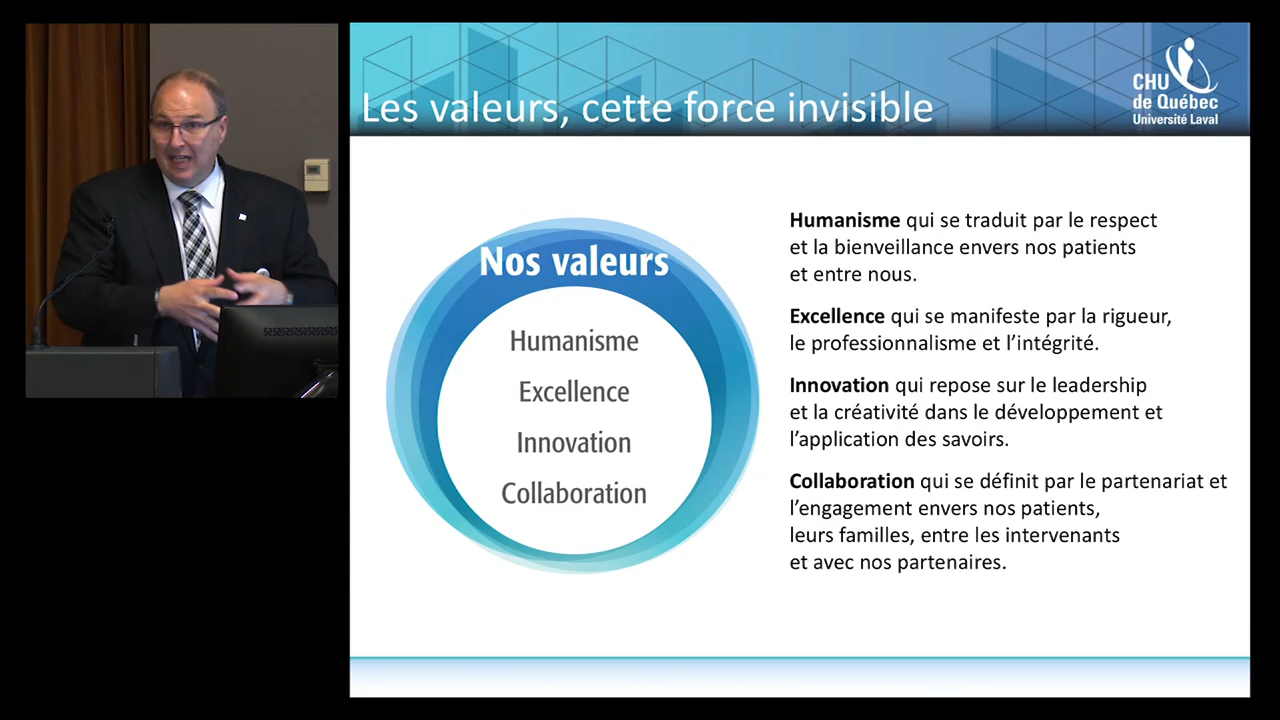 Les valeurs, cette force invisible
CHU
de Québec
Université Laval
Nos valeurs
Humanisme
Excellence
Innovation
Collaboration
Humanisme qui se traduit par le respect
et la bienveillance envers nos patients
et entre nous.
Excellence qui se manifeste par la rigueur,
le professionnalisme et l’intégrité.
Innovation qui repose sur le leadership
et la créativité dans le développement et
l’application des savoirs.
Collaboration qui se définit par le partenariat et
l’engagement envers nos patients,
leurs familles, entre les intervenants
et avec nos partenaires.